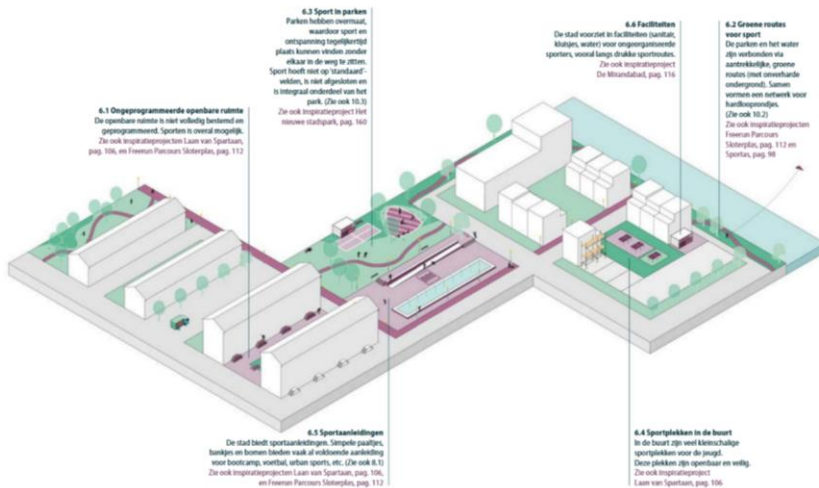 6.3 Sport in parken
Parken hebben overmaat,
waardoor sport en
ontspanning tegelijkertijd
plaats kunnen vinden zonder
elkaar in de weg te zitten.
Sport hoeft niet op 'standaard'-
velden, is niet afgesloten en
is integraal onderdeel van het
park. (Zie ook 10.3)
Zie ook inspiratieproject Het
nieuwe stadspark, pag. 160
6.6 Faciliteiten
De stad voorziet in faciliteiten (sanitair,
kluisjes, water) voor ongeorganiseerde
sporters, vooral langs drukke sportroutes.
Zie ook inspiratieproject
De Mirandabad, pag. 116
6.2 Groene routes
voor sport
De parken en het water
zijn verbonden via
aantrekkelijke, groene
routes (met onverharde
ondergrond). Samen
vormen een netwerk voor
hardlooprondjes.
(Zie ook 10.2)
Zie ook inspiratieprojecten
Freerun Parcours
Sloterplas, pag. 112 en
Sportas, pag. 98
6.1 Ongeprogrammeerde openbare ruimte
De openbare ruimte is niet volledig bestemd en
geprogrammeerd. Sporten is overal mogelijk.
Zie ook inspiratieprojecten Laan van Spartaan,
pag. 106, en Freerun Parcours Sloterplas, pag. 112
6.5 Sportaanleidingen
De stad biedt sportaanleidingen. Simpele paaltjes,
bankjes en bomen bieden vaak al voldoende aanleiding
voor bootcamp, voetbal, urban sports, etc. (Zie ook 8.1)
Zie ook inspiratieprojecten Laan van Spartaan, pag. 106,
en Freerun Parcours Sloterplas, pag. 112
6.4 Sportplekken in de buurt
In de buurt zijn veel kleinschalige
sportplekken voor de jeugd.
Deze plekken zijn openbaar en veilig.
Zie ook inspiratieproject
Laan van Spartaan, pag. 106